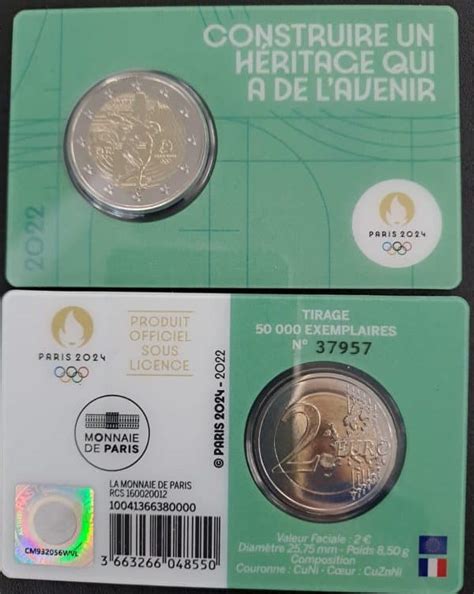 CONSTRUIRE UN
HÉRITAGE QUI
A DE L'AVENIR
2022
PARIS 2024
PARIS 2024
PRODUIT
OFFICIEL
SOUS
LICENCE
MONNAIE
DE PARIS
© PARIS 2024 - 2022
LA MONNAIE DE PARIS
RCS 160020012
10041366380000
CM932056WVL
3 663266 048550
TIRAGE
50 000 EXEMPLAIRES
N° 37957
2 EURO
Valeur Faciale : 2 €
Diamètre 25,75 mm - Poids 8,50 g
Composition
Couronne : CuNi - Cœur : CuZnNi